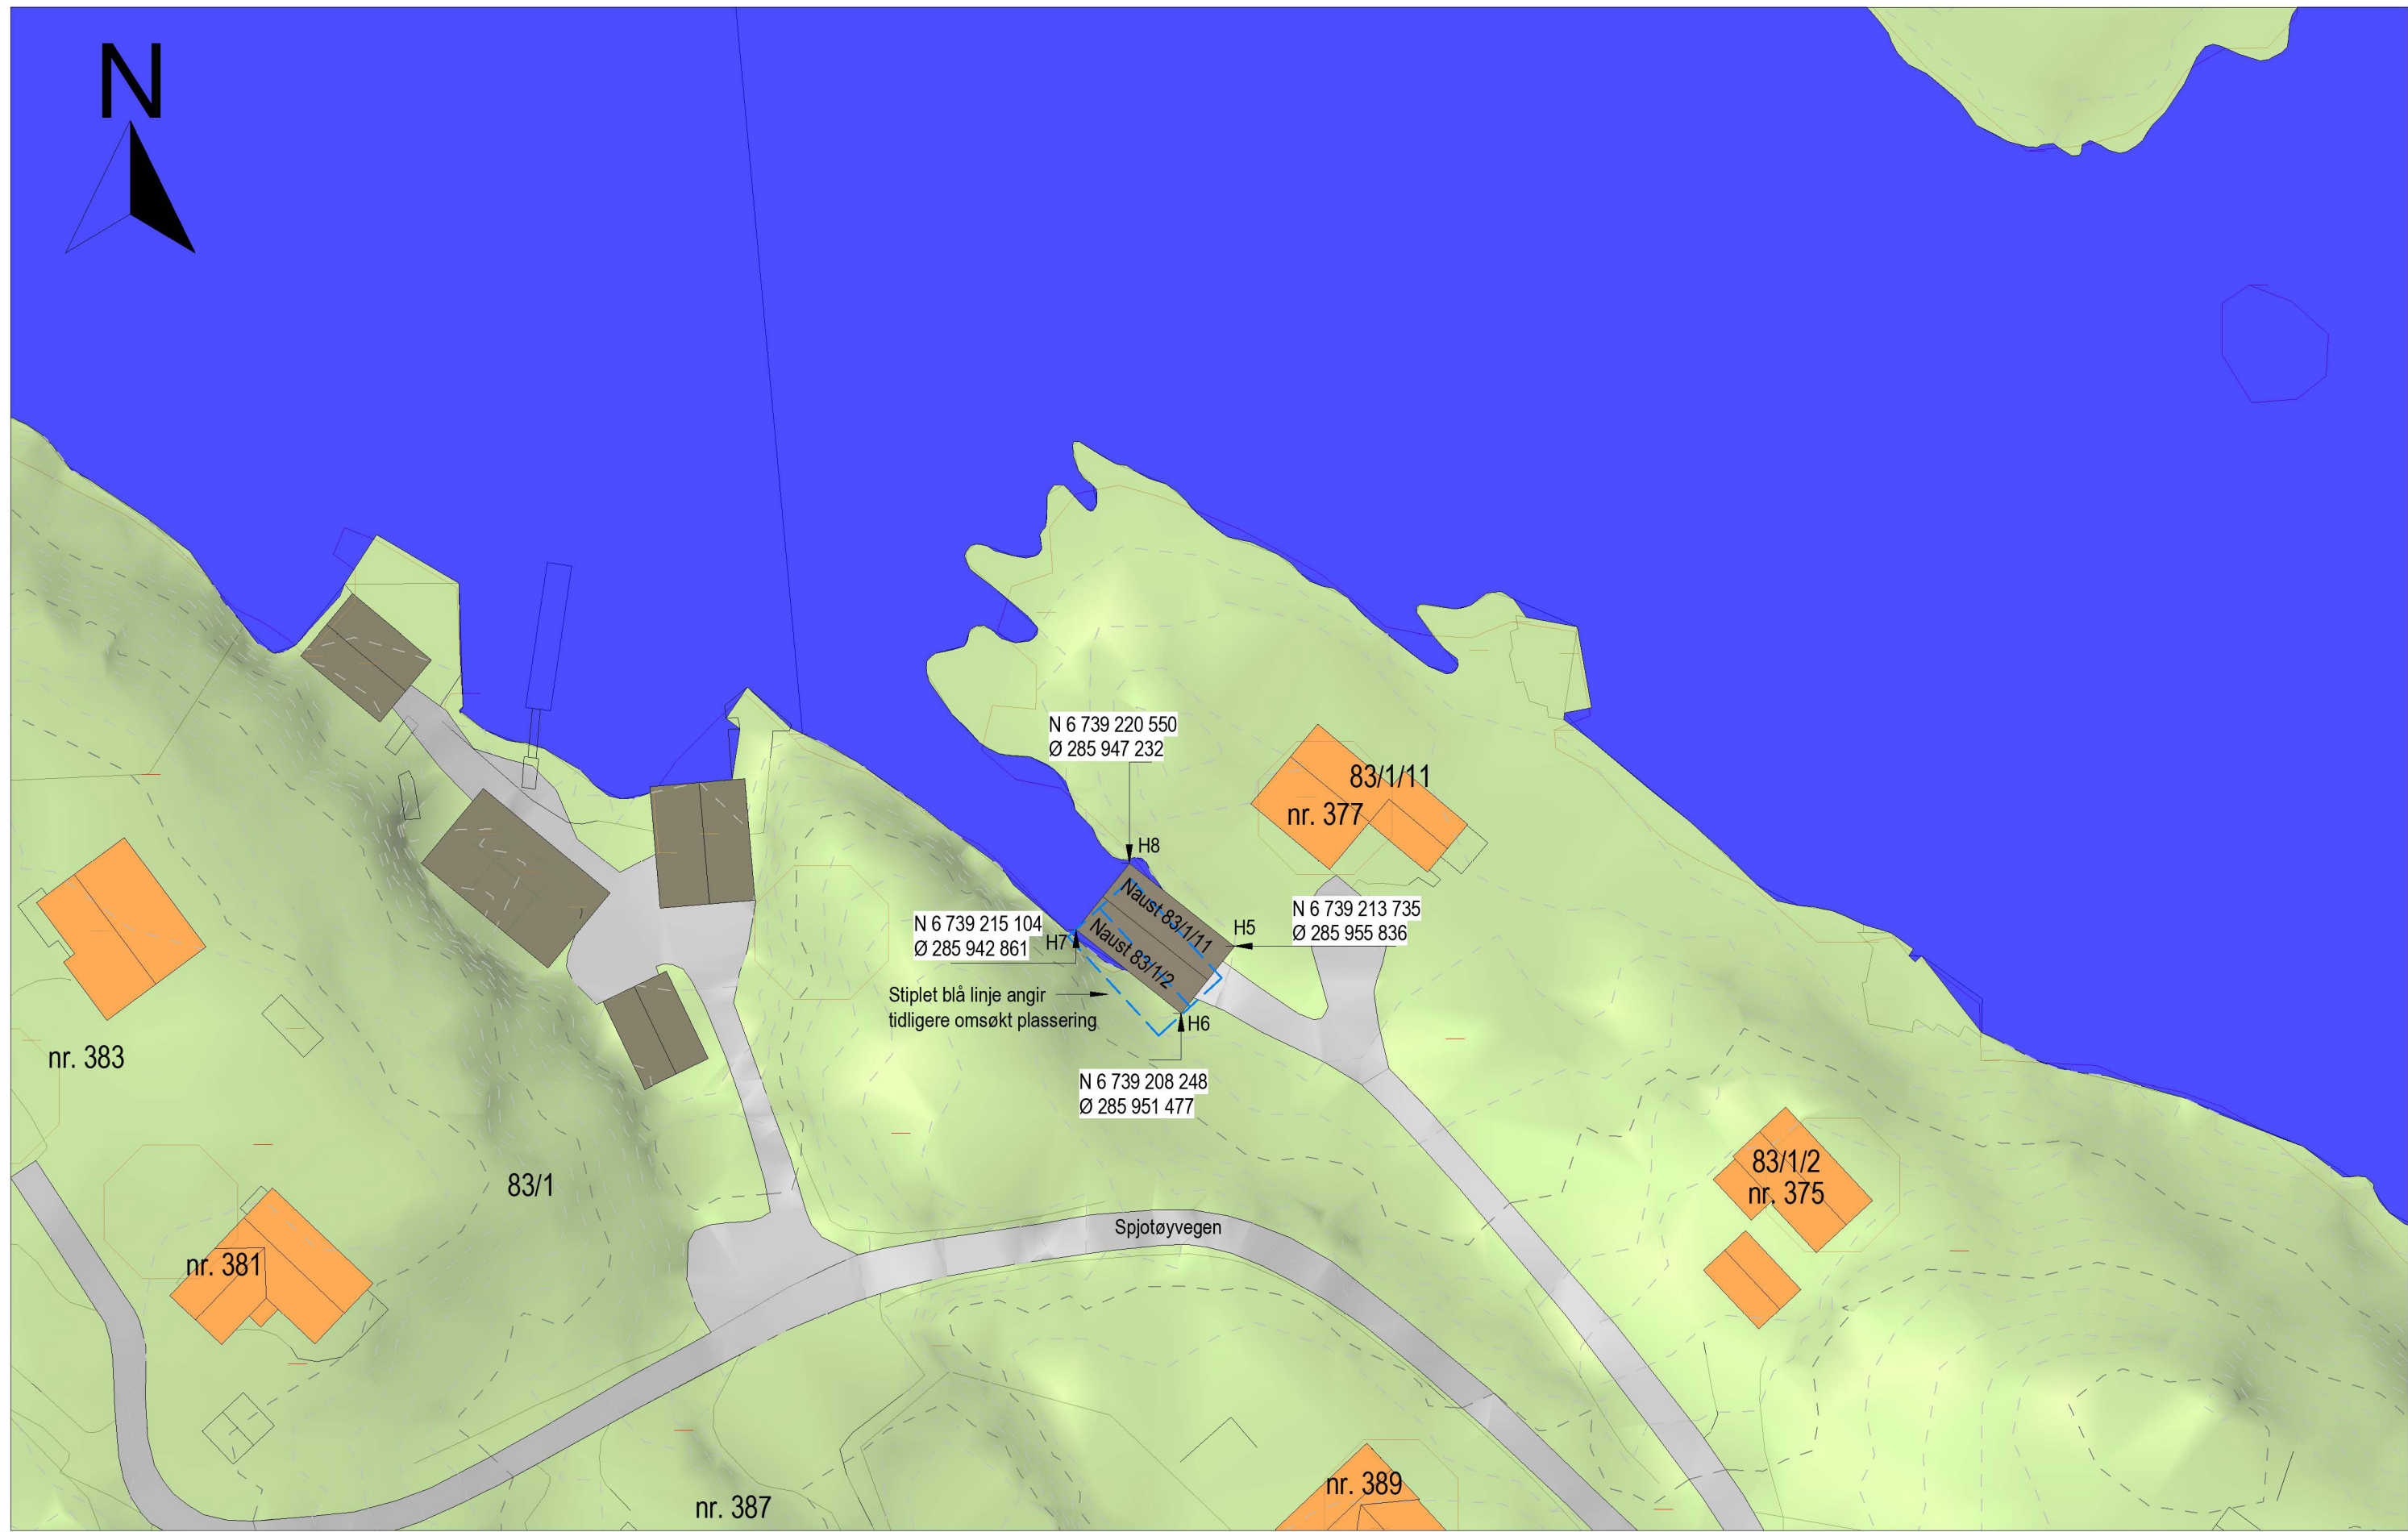 N
N 6 739 220 550
Ø 285 947 232
83/1/11
nr. 377
H8
Naust 83/1/11
Naust 83/1/2
N 6 739 215 104
Ø 285 942 861
H7
H5
N 6 739 213 735
Ø 285 955 836
Stiplet blå linje angir
tidligere omsøkt plassering
H6
N 6 739 208 248
Ø 285 951 477
nr. 383
83/1
83/1/2
nr. 375
Spjotøyvegen
nr. 381
nr. 389
nr. 387